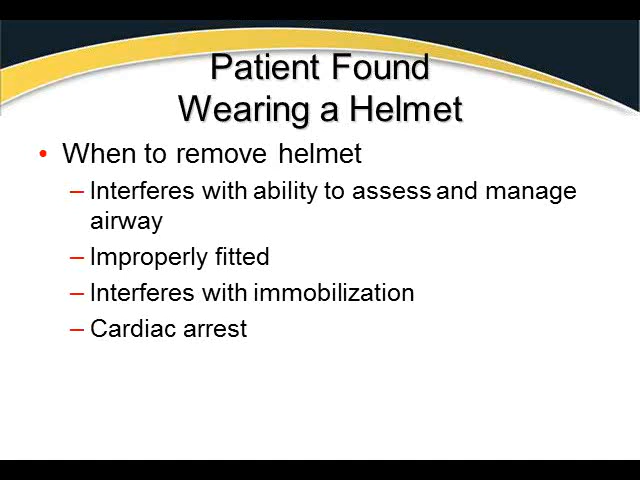 Patient Found
Wearing a Helmet
• When to remove helmet
– Interferes with ability to assess and manage
airway
– Improperly fitted
– Interferes with immobilization
– Cardiac arrest